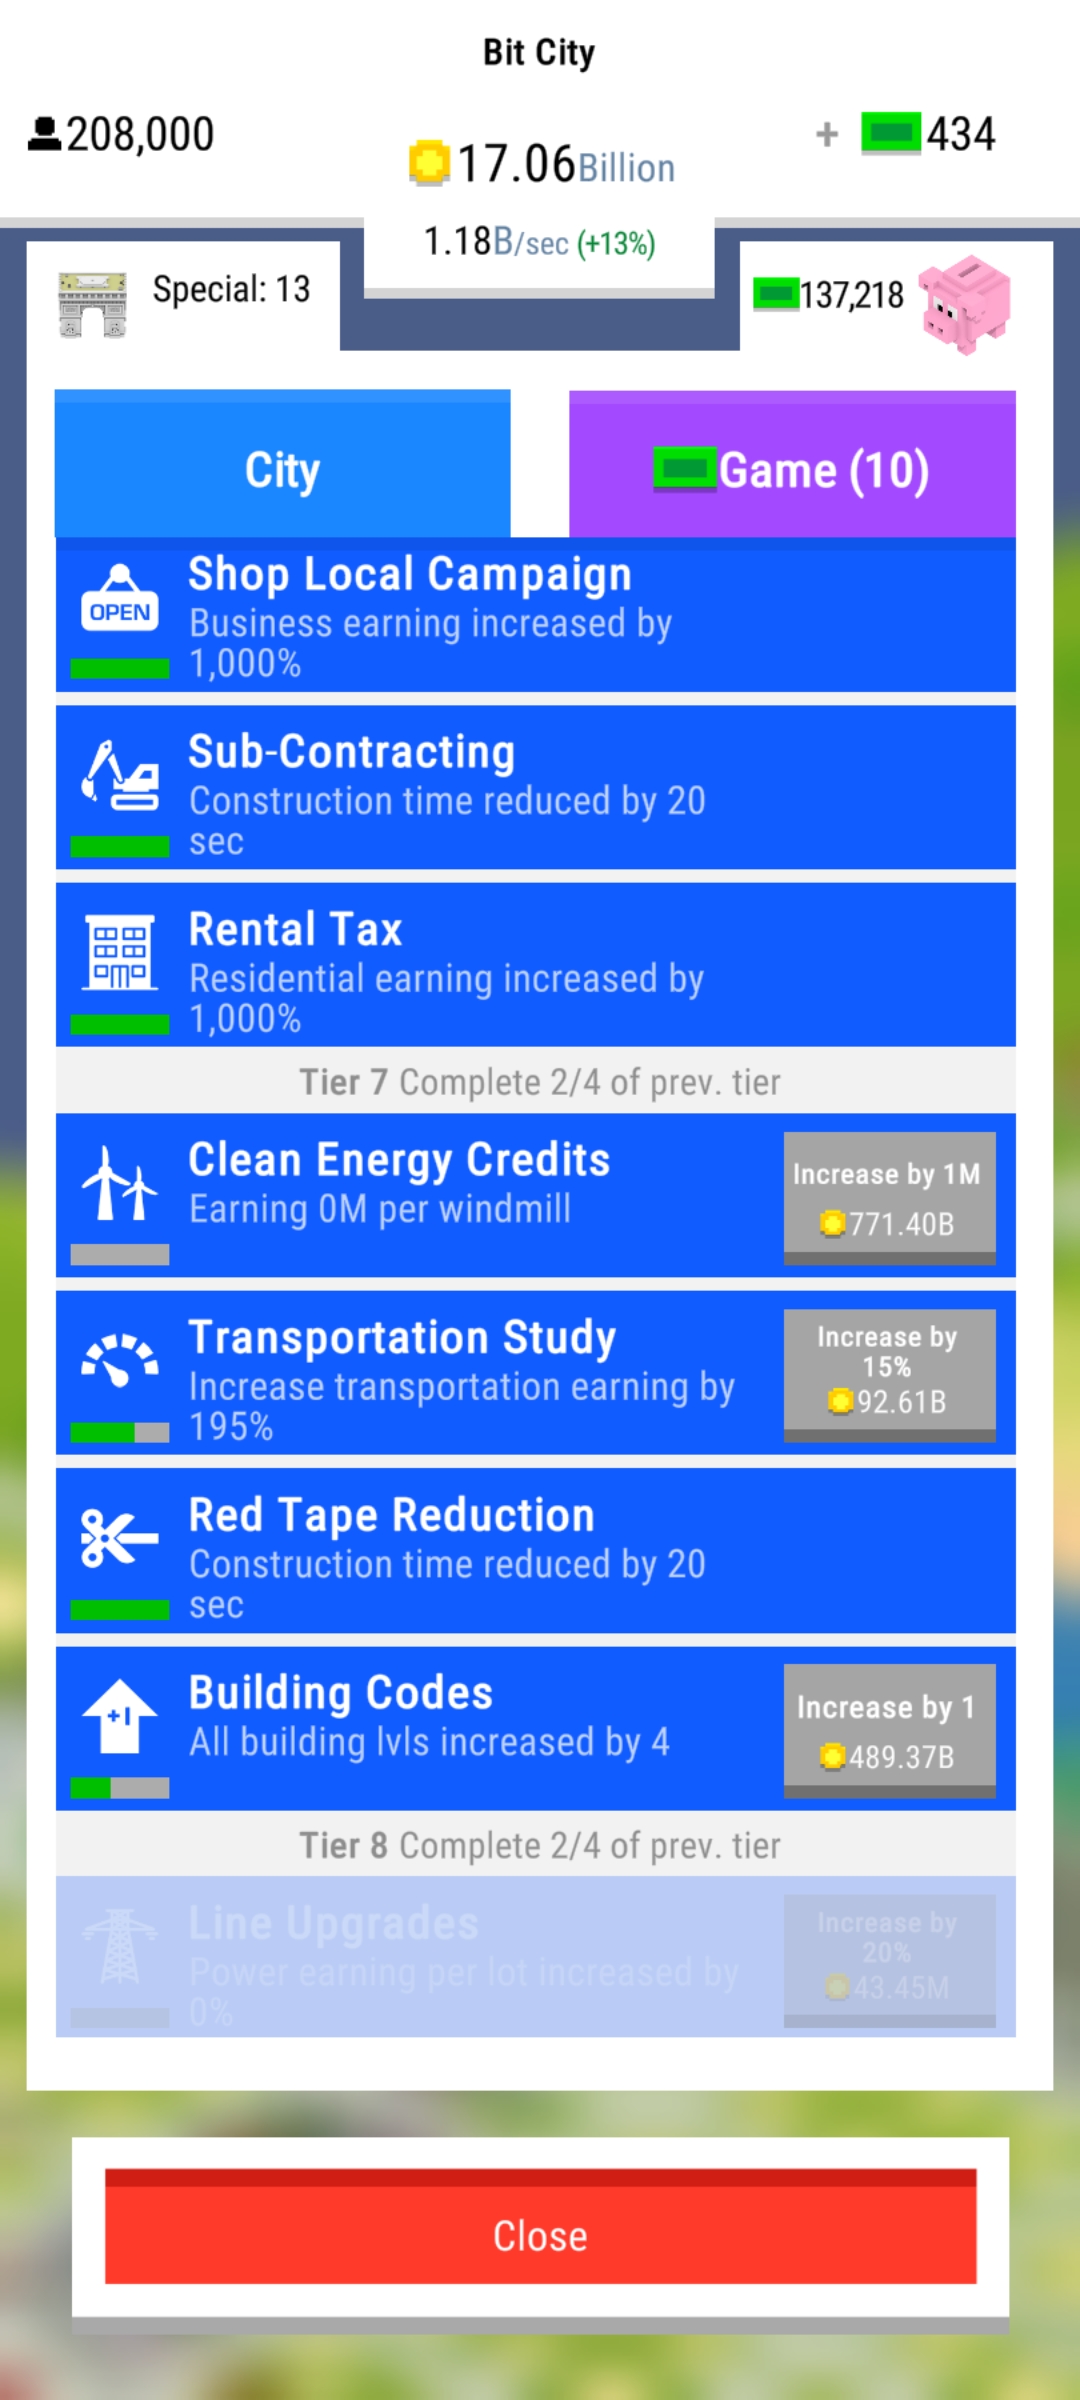 Bit City
208,000
17.06Billion
+ 434
1.18B/sec (+13%)
Special: 13
137,218
City
Game (10)
Shop Local Campaign
OPEN
Business earning increased by
1,000%
Sub-Contracting
Construction time reduced by 20
sec
Rental Tax
Residential earning increased by
1,000%
Tier 7 Complete 2/4 of prev. tier
Clean Energy Credits
Earning 0M per windmill
Increase by 1M
771.40B
Transportation Study
Increase transportation earning by
195%
Increase by
15%
92.61B
Red Tape Reduction
Construction time reduced by 20
sec
Building Codes
+1
All building lvls increased by 4
Increase by 1
489.37B
Tier 8 Complete 2/4 of prev. tier
Line Upgrades
Power earning per lot increased by
0%
Increase by
20%
43.45M
Close